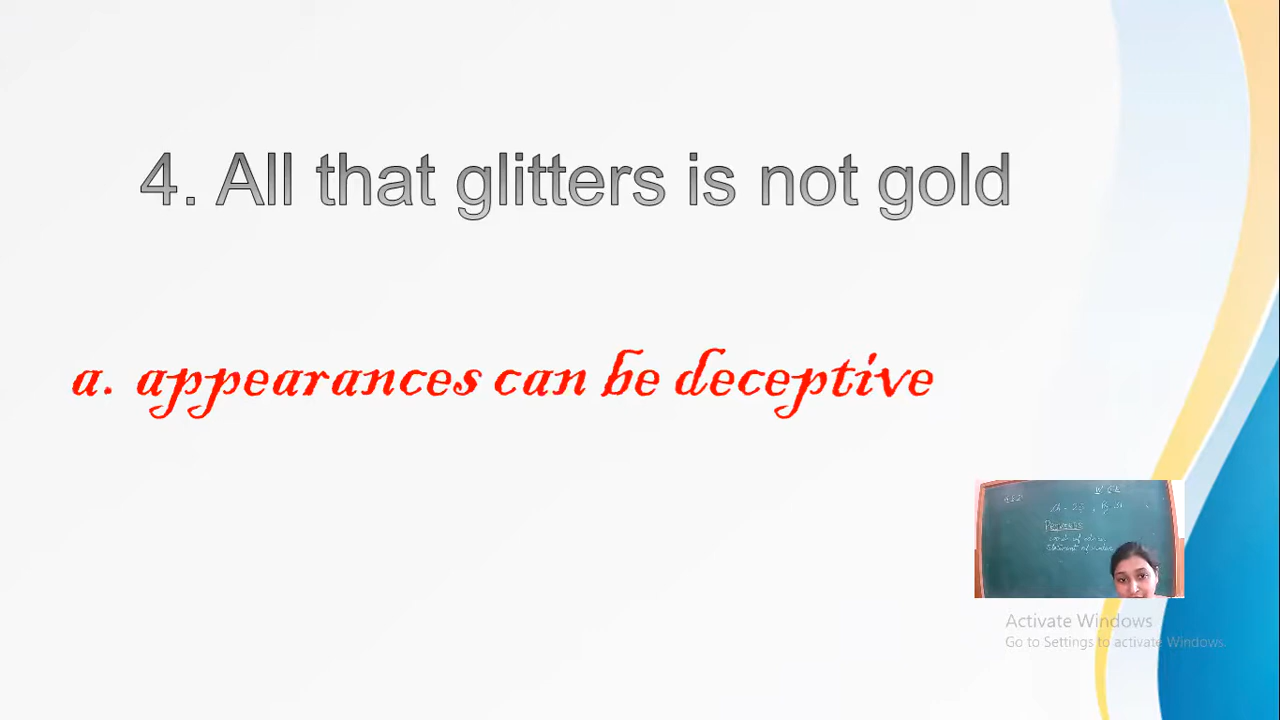 4. All that glitters is not gold
a. appearances can be deceptive
Proverbs
Activate Windows
Go to Settings to activate Windows.